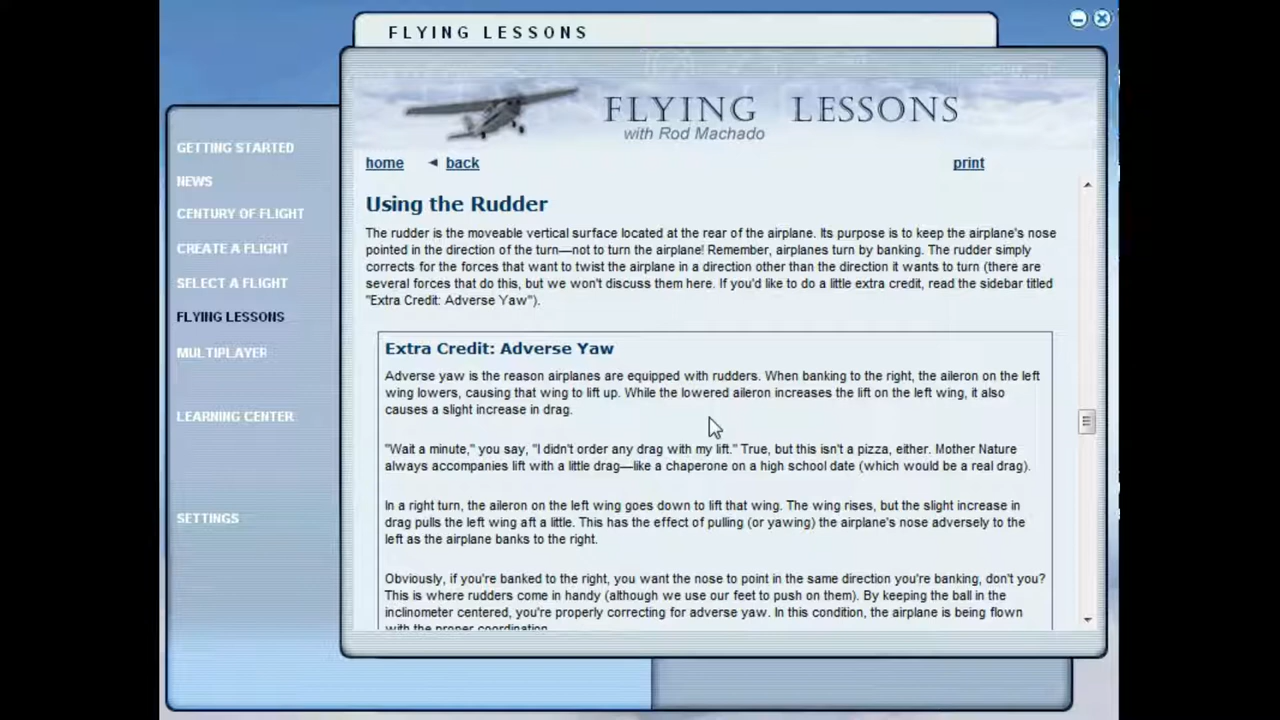 FLYING LESSONS
FLYING LESSONS
with Rod Machado
home ◄ back print
GETTING STARTED
NEWS
CENTURY OF FLIGHT
CREATE A FLIGHT
SELECT A FLIGHT
FLYING LESSONS
MULTIPLAYER
LEARNING CENTER
SETTINGS
Using the Rudder
The rudder is the moveable vertical surface located at the rear of the airplane. Its purpose is to keep the airplane's nose
pointed in the direction of the turn—not to turn the airplane! Remember, airplanes turn by banking. The rudder simply
corrects for the forces that want to twist the airplane in a direction other than the direction it wants to turn (there are
several forces that do this, but we won't discuss them here. If you'd like to do a little extra credit, read the sidebar titled
"Extra Credit: Adverse Yaw").
Extra Credit: Adverse Yaw
Adverse yaw is the reason airplanes are equipped with rudders. When banking to the right, the aileron on the left
wing lowers, causing that wing to lift up. While the lowered aileron increases the lift on the left wing, it also
causes a slight increase in drag.
"Wait a minute," you say, "I didn't order any drag with my lift." True, but this isn't a pizza, either. Mother Nature
always accompanies lift with a little drag—like a chaperone on a high school date (which would be a real drag).
In a right turn, the aileron on the left wing goes down to lift that wing. The wing rises, but the slight increase in
drag pulls the left wing aft a little. This has the effect of pulling (or yawing) the airplane's nose adversely to the
left as the airplane banks to the right.
Obviously, if you're banked to the right, you want the nose to point in the same direction you're banking, don't you?
This is where rudders come in handy (although we use our feet to push on them). By keeping the ball in the
inclinometer centered, you're properly correcting for adverse yaw. In this condition, the airplane is being flown
with the proper coordination.